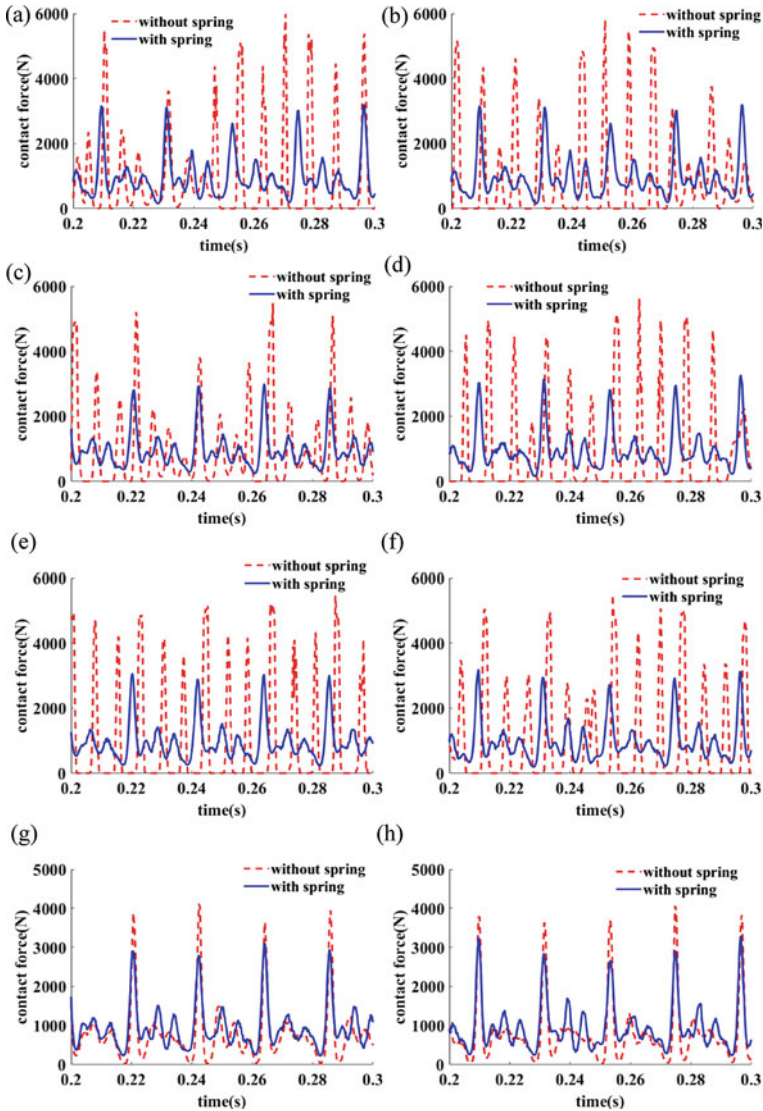 (a)
without spring
with spring
contact force(N)
6000
4000
2000
0
0.2 0.22 0.24 0.26 0.28 0.3
time(s)
(b)
without spring
with spring
contact force(N)
6000
4000
2000
0
0.2 0.22 0.24 0.26 0.28 0.3
time(s)
(c)
without spring
with spring
contact force(N)
6000
4000
2000
0
0.2 0.22 0.24 0.26 0.28 0.3
time(s)
(d)
without spring
with spring
contact force(N)
6000
4000
2000
0
0.2 0.22 0.24 0.26 0.28 0.3
time(s)
(e)
without spring
with spring
contact force(N)
6000
4000
2000
0
0.2 0.22 0.24 0.26 0.28 0.3
time(s)
(f)
without spring
with spring
contact force(N)
6000
4000
2000
0
0.2 0.22 0.24 0.26 0.28 0.3
time(s)
(g)
without spring
with spring
contact force(N)
5000
4000
3000
2000
1000
0
0.2 0.22 0.24 0.26 0.28 0.3
time(s)
(h)
without spring
with spring
contact force(N)
5000
4000
3000
2000
1000
0
0.2 0.22 0.24 0.26 0.28 0.3
time(s)